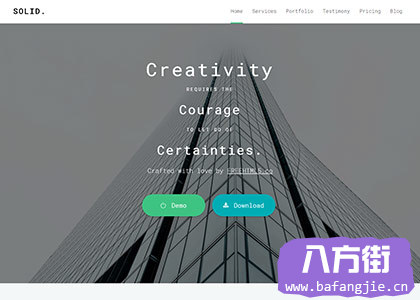 SOLID.
Home Services Portfolio Testimony Pricing Blog
Creativity
REQUIRES THE
Courage
TO LET GO OF
Certainties.
Crafted with love by FREEHTML5.co
Demo Download
八方街
www.bafangjie.cn